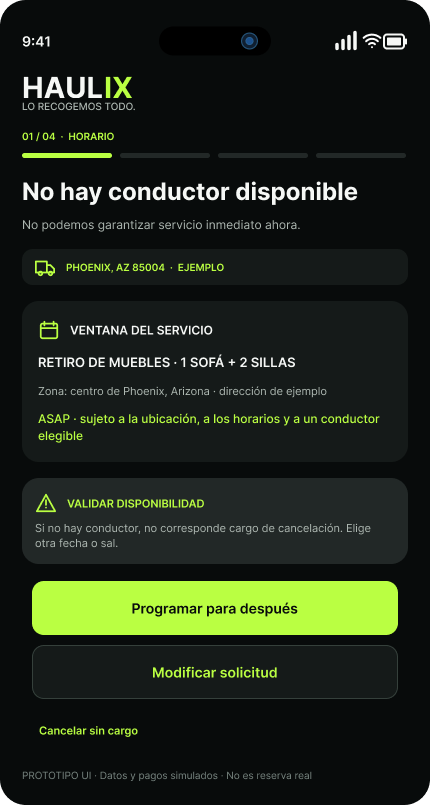 9:41
HAULIX
LO RECOGEMOS TODO.
01 / 04 · HORARIO
No hay conductor disponible
No podemos garantizar servicio inmediato ahora.
PHOENIX, AZ 85004 · EJEMPLO
VENTANA DEL SERVICIO
RETIRO DE MUEBLES · 1 SOFÁ + 2 SILLAS
Zona: centro de Phoenix, Arizona · dirección de ejemplo
ASAP · sujeto a la ubicación, a los horarios y a un conductor
elegible
VALIDAR DISPONIBILIDAD
Si no hay conductor, no corresponde cargo de cancelación. Elige
otra fecha o sal.
Programar para después
Modificar solicitud
Cancelar sin cargo
PROTOTIPO UI · Datos y pagos simulados · No es reserva real